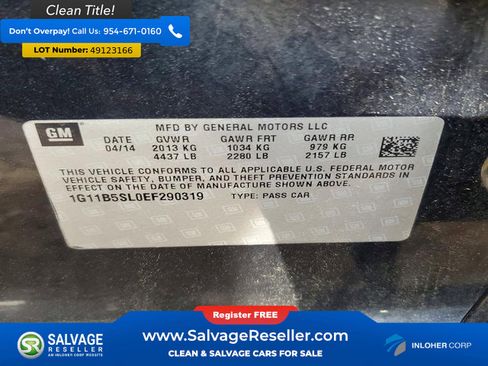 Clean Title!
Don't Overpay! Call Us: 954-671-0160
LOT Number: 49123166
GM
MFD BY GENERAL MOTORS LLC
DATE GVWR GAWR FRT GAWR RR
04/14 2013 KG 1034 KG 979 KG
4437 LB 2280 LB 2157 LB
THIS VEHICLE CONFORMS TO ALL APPLICABLE U.S. FEDERAL MOTOR
VEHICLE SAFETY, BUMPER, AND THEFT PREVENTION STANDARDS IN
EFFECT ON THE DATE OF MANUFACTURE SHOWN ABOVE.
1G11B5SL0EF290319 TYPE: PASS CAR
Register FREE!
SALVAGE
RESELLER
AN INLOHER CORP WEBSITE
www.SalvageReseller.com
CLEAN & SALVAGE CARS FOR SALE
INLOHER CORP